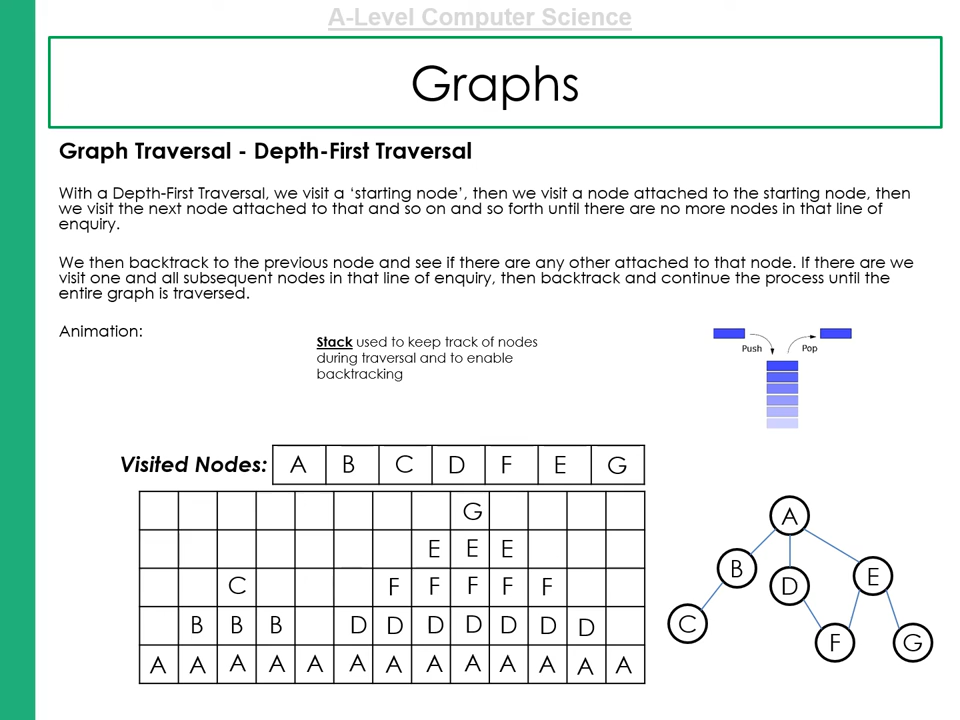 A-Level Computer Science
Graphs
Graph Traversal - Depth-First Traversal
With a Depth-First Traversal, we visit a ‘starting node’, then we visit a node attached to the starting node, then
we visit the next node attached to that and so on and so forth until there are no more nodes in that line of
enquiry.
We then backtrack to the previous node and see if there are any other attached to that node. If there are we
visit one and all subsequent nodes in that line of enquiry, then backtrack and continue the process until the
entire graph is traversed.
Animation:
Stack used to keep track of nodes
during traversal and to enable
backtracking
Push Pop
Visited Nodes: A B C D F E G
G
E E E
C F F F F F
B B B D D D D D D D
A A A A A A A A A A A A A
A
B D E
C F G